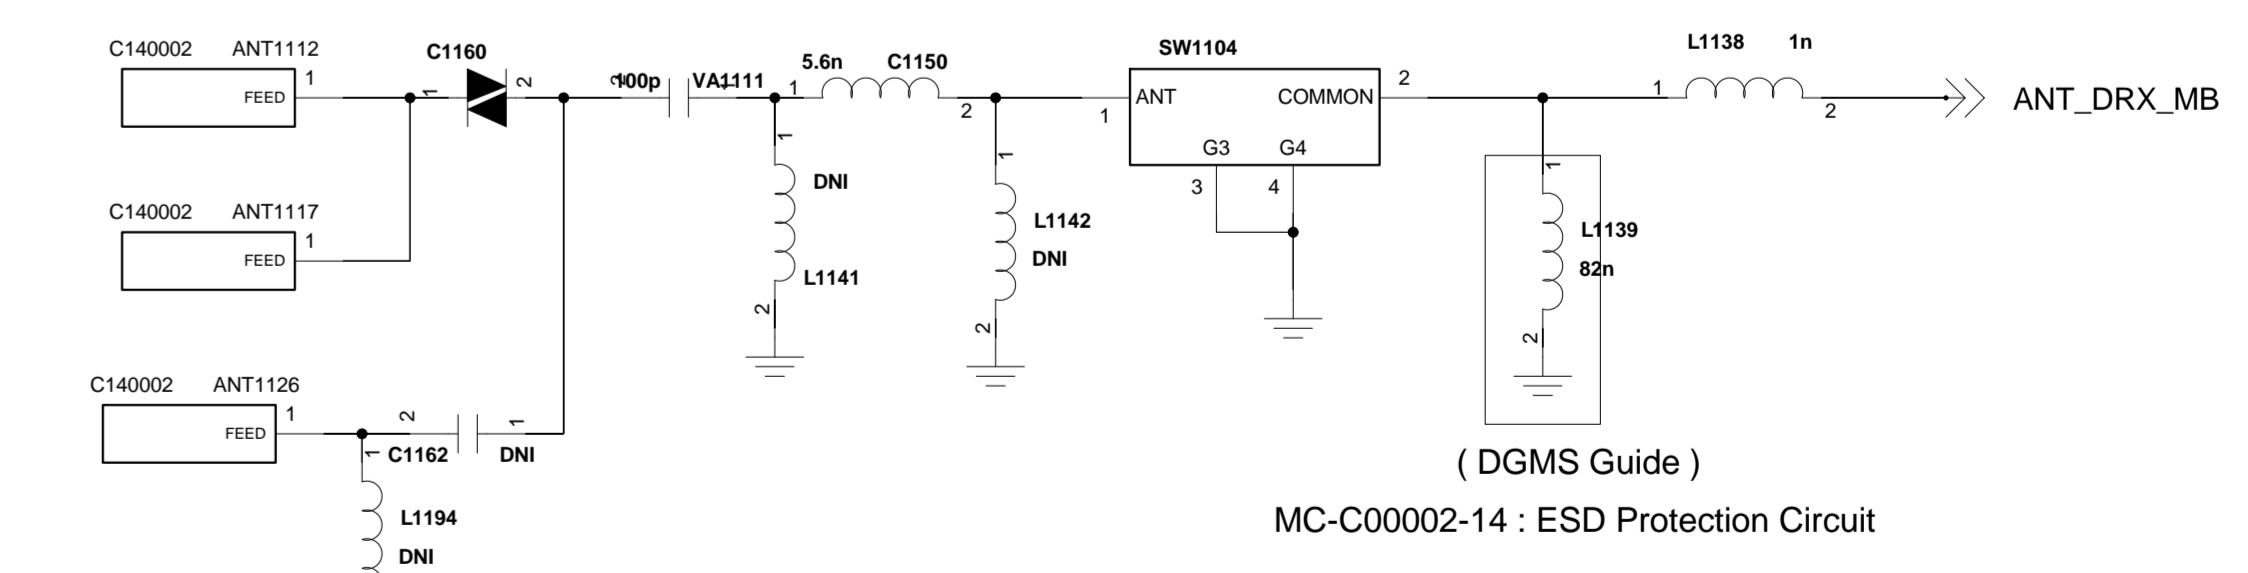 C140002 ANT1112
FEED
1
C1160
1
2
2
100p
VA1111
1
1
5.6n
C1150
2
SW1104
1
ANT
COMMON
2
G3
G4
3
4
L1138
1n
1
2
ANT_DRX_MB
C140002 ANT1117
FEED
1
1
DNI
L1141
2
1
L1142
DNI
2
1
L1139
82n
2
C140002 ANT1126
FEED
1
2
1
C1162
DNI
1
L1194
DNI
( DGMS Guide )
MC-C00002-14 : ESD Protection Circuit